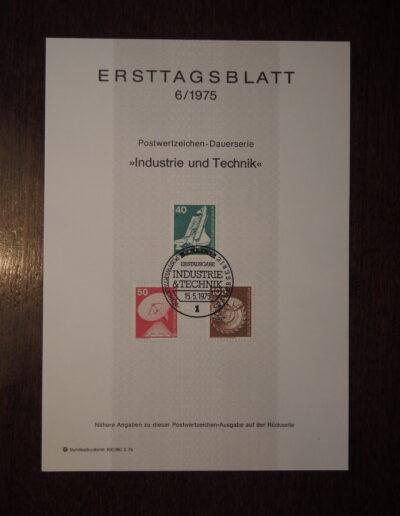 ERSTTAGSBLATT
6/1975
Postwertzeichen-Dauerserie
»Industrie und Technik«
40
ERSTAUSGABE
INDUSTRIE
& TECHNIK
15.5.1975
1
50
Nähere Angaben zu dieser Postwertzeichen-Ausgabe auf der Rückseite
Bundesdruckerei